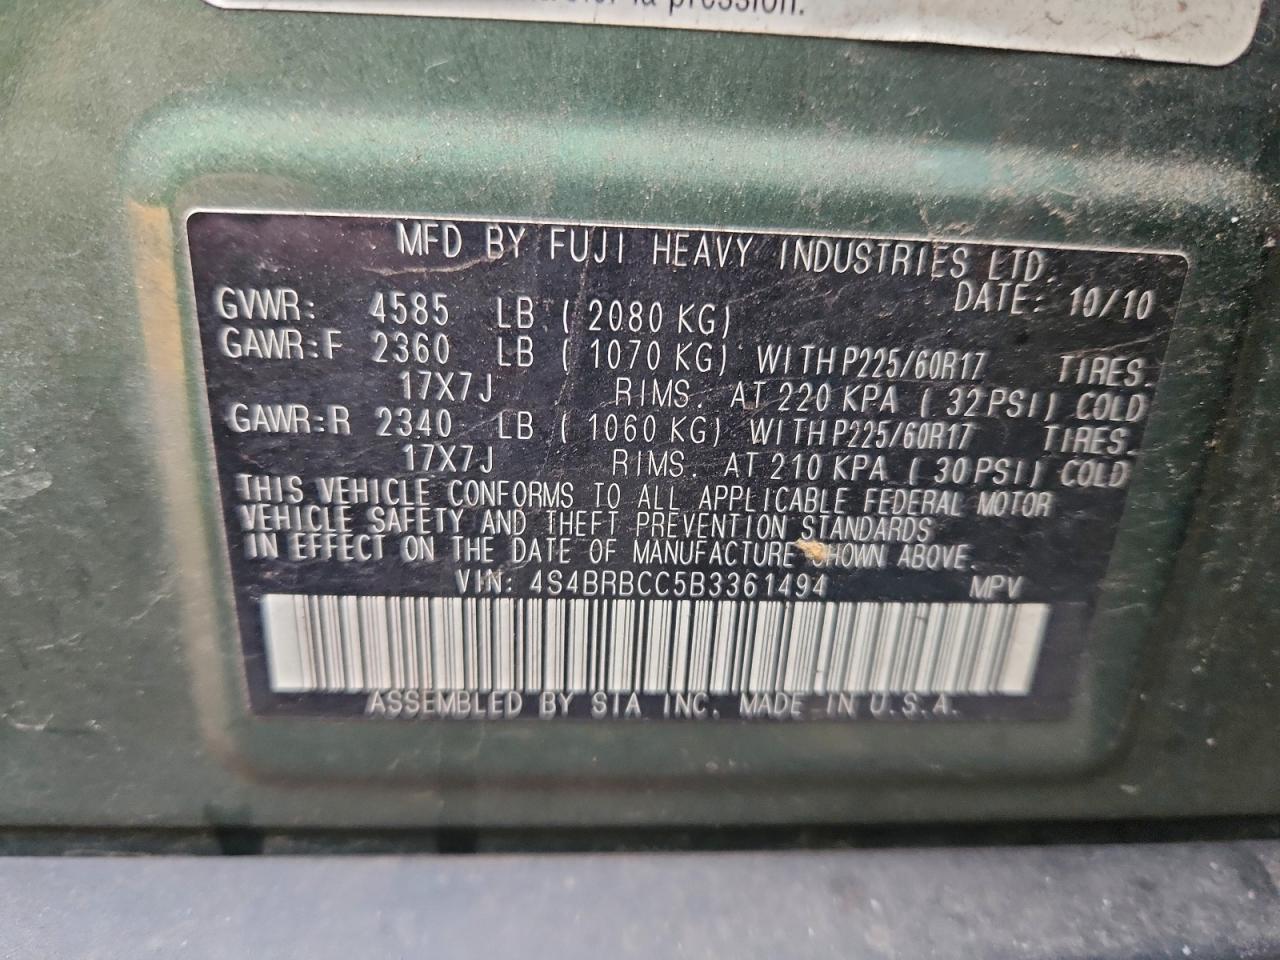 la pression.
MFD BY FUJI HEAVY INDUSTRIES LTD.
DATE: 10/10
GVWR: 4585 LB ( 2080 KG)
GAWR:F 2360 LB ( 1070 KG) WITH P225/60R17 TIRES.
17X7J RIMS. AT 220 KPA ( 32 PSI) COLD
GAWR:R 2340 LB ( 1060 KG) WITH P225/60R17 TIRES.
17X7J RIMS. AT 210 KPA ( 30 PSI) COLD
THIS VEHICLE CONFORMS TO ALL APPLICABLE FEDERAL MOTOR
VEHICLE SAFETY AND THEFT PREVENTION STANDARDS
IN EFFECT ON THE DATE OF MANUFACTURE SHOWN ABOVE.
VIN: 4S4BRBCC5B3361494 MPV
ASSEMBLED BY SIA INC. MADE IN U.S.A.